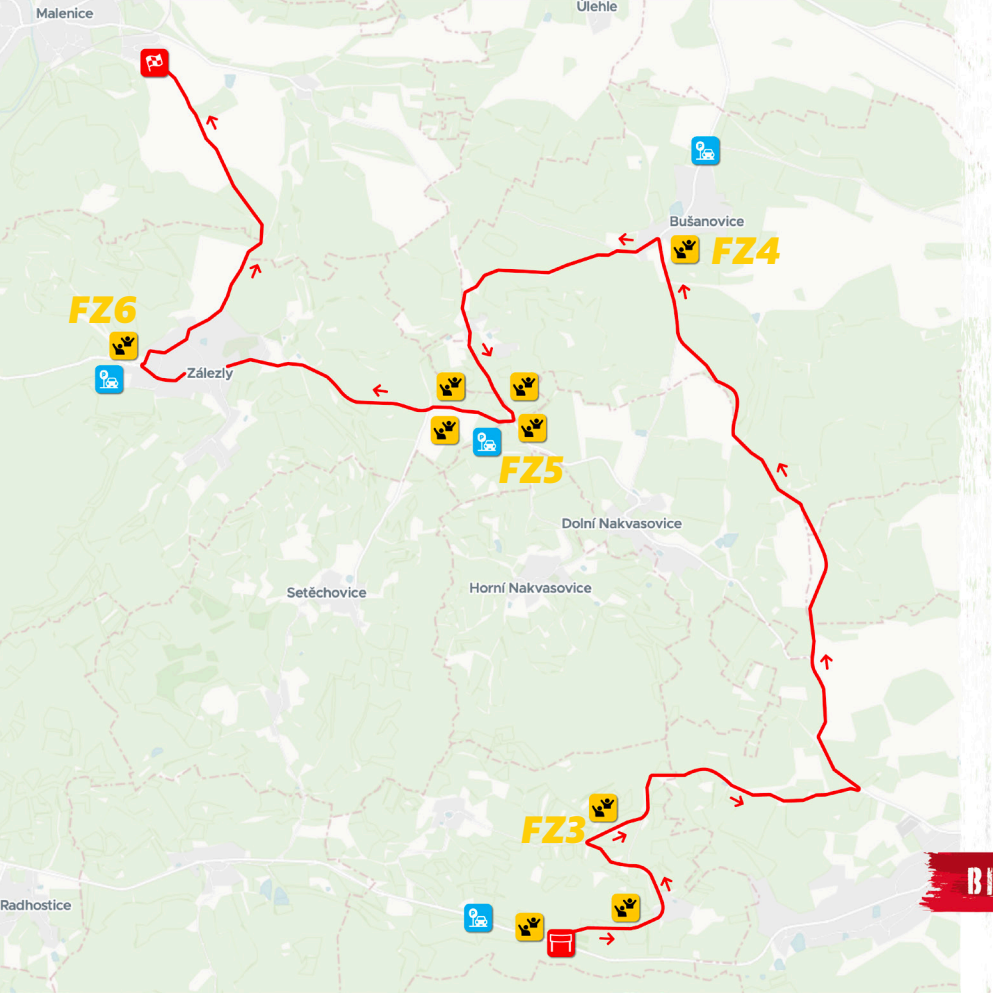 Malenice
Úlehle
Bušanovice
FZ4
FZ6
Zálezly
FZ5
Dolní Nakvasovice
Setěchovice
Horní Nakvasovice
FZ3
Radhostice